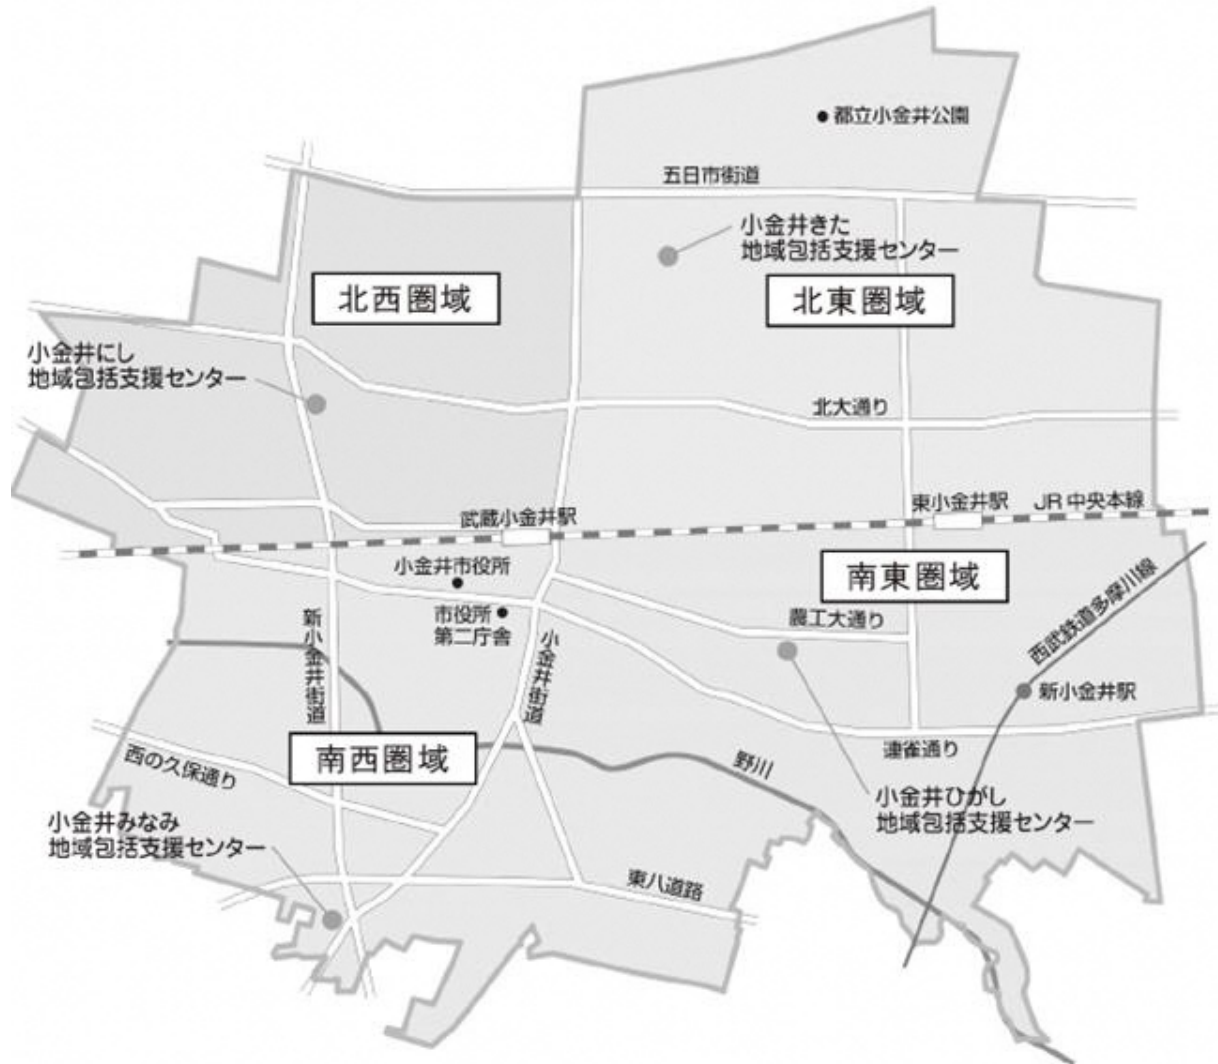 都立小金井公園
五日市街道
小金井きた
地域包括支援センター
北西圏域
北東圏域
小金井にし
地域包括支援センター
北大通り
武蔵小金井駅
東小金井駅
JR中央本線
小金井市役所
南東圏域
市役所
第二庁舎
農工大通り
西武鉄道多摩川線
新小金井街道
小金井街道
新小金井駅
連雀通り
南西圏域
西の久保通り
野川
小金井ひがし
地域包括支援センター
小金井みなみ
地域包括支援センター
東八道路